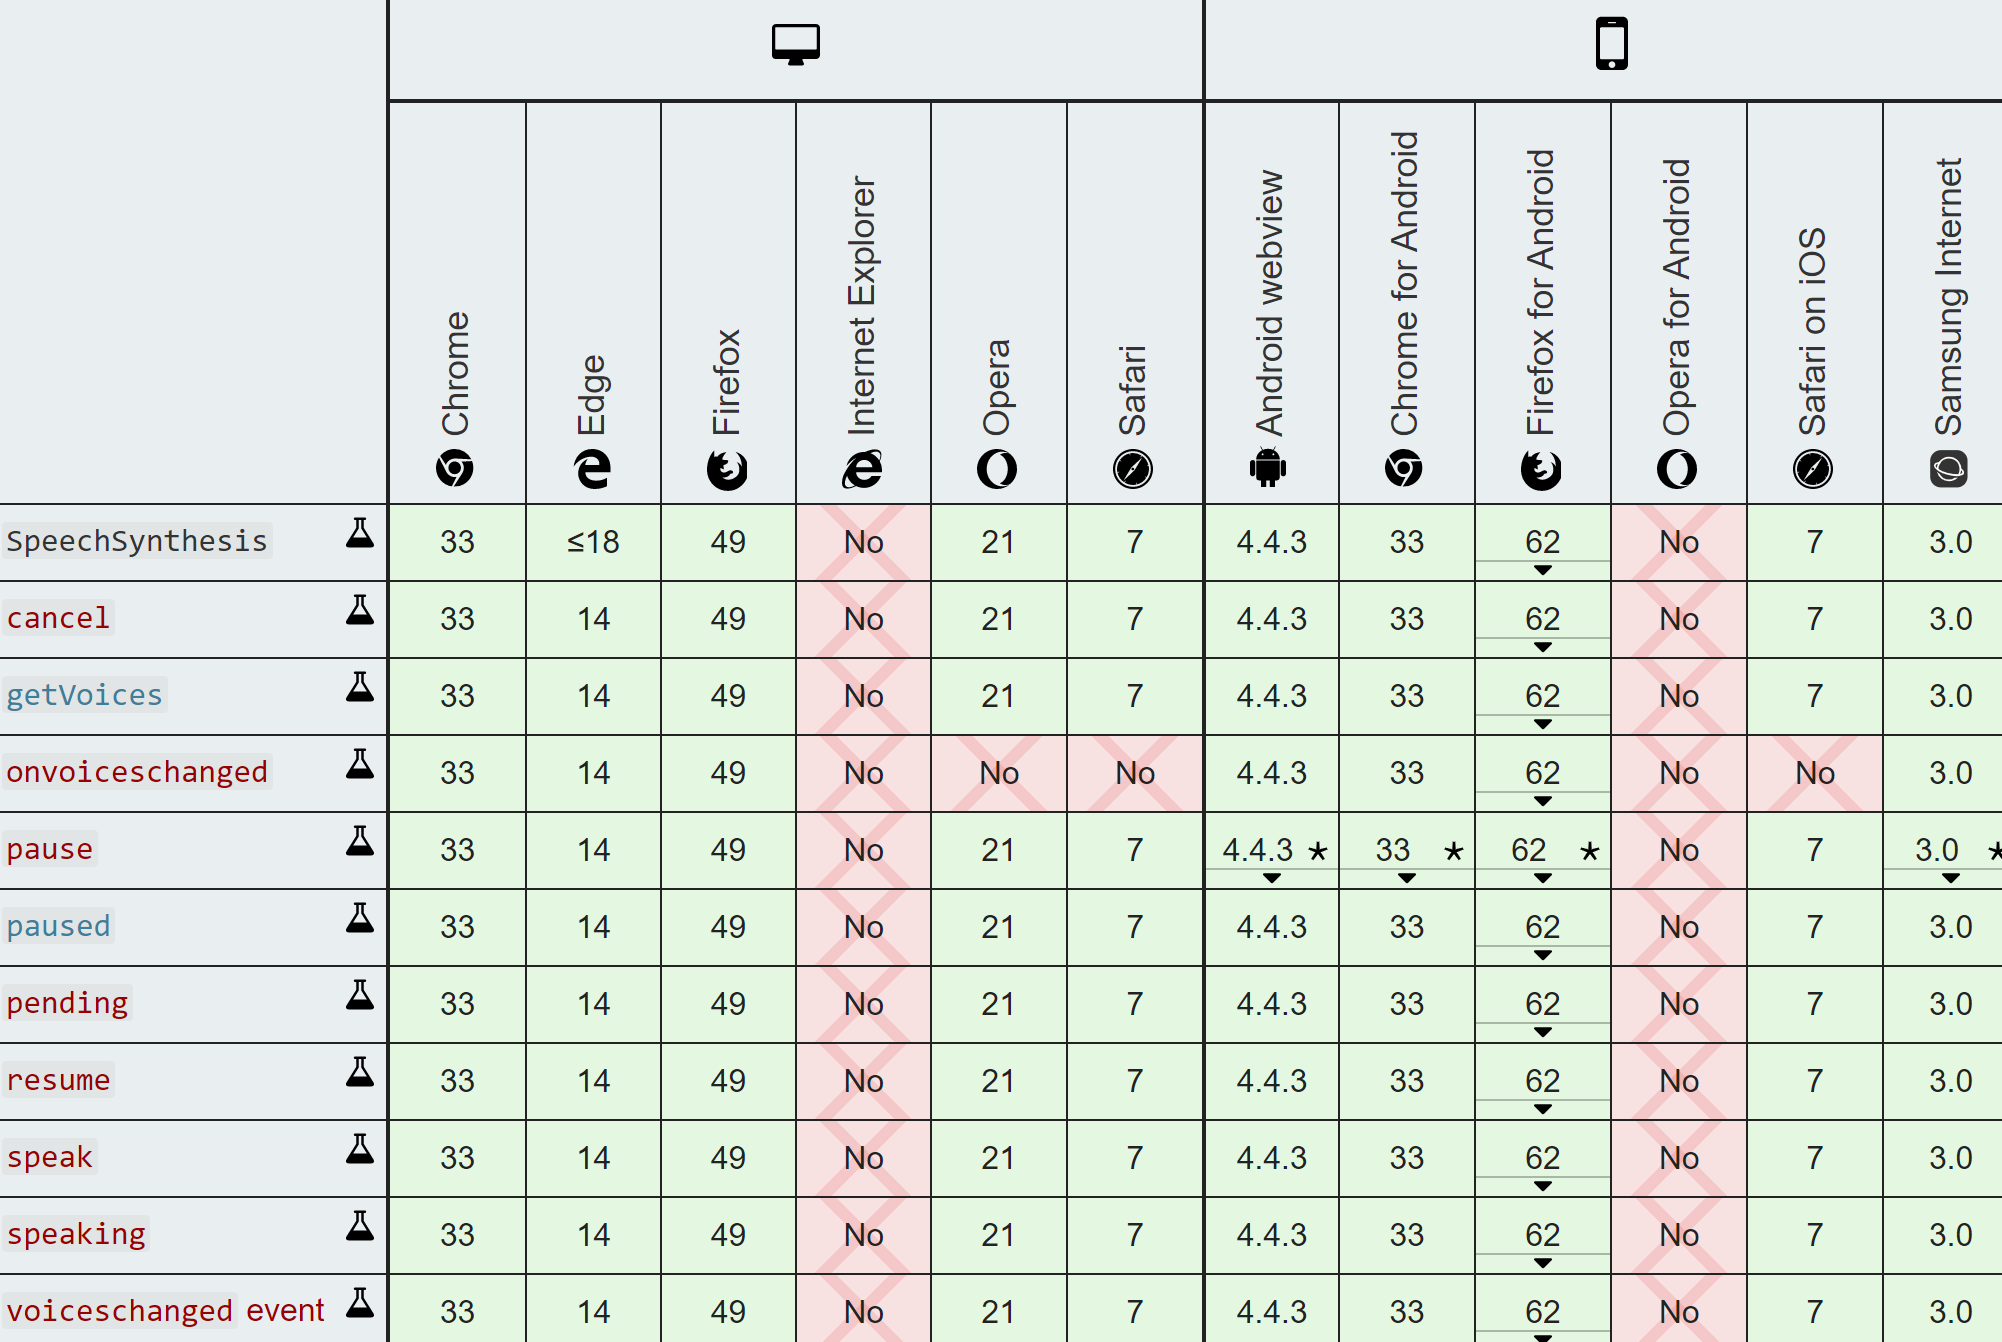 Chrome
Edge
Firefox
Internet Explorer
Opera
Safari
Android webview
Chrome for Android
Firefox for Android
Opera for Android
Safari on iOS
Samsung Internet
SpeechSynthesis 33 ≤18 49 No 21 7 4.4.3 33 62 No 7 3.0
cancel 33 14 49 No 21 7 4.4.3 33 62 No 7 3.0
getVoices 33 14 49 No 21 7 4.4.3 33 62 No 7 3.0
onvoiceschanged 33 14 49 No No No 4.4.3 33 62 No No 3.0
pause 33 14 49 No 21 7 4.4.3 * 33 * 62 * No 7 3.0 *
paused 33 14 49 No 21 7 4.4.3 33 62 No 7 3.0
pending 33 14 49 No 21 7 4.4.3 33 62 No 7 3.0
resume 33 14 49 No 21 7 4.4.3 33 62 No 7 3.0
speak 33 14 49 No 21 7 4.4.3 33 62 No 7 3.0
speaking 33 14 49 No 21 7 4.4.3 33 62 No 7 3.0
voiceschanged event 33 14 49 No 21 7 4.4.3 33 62 No 7 3.0